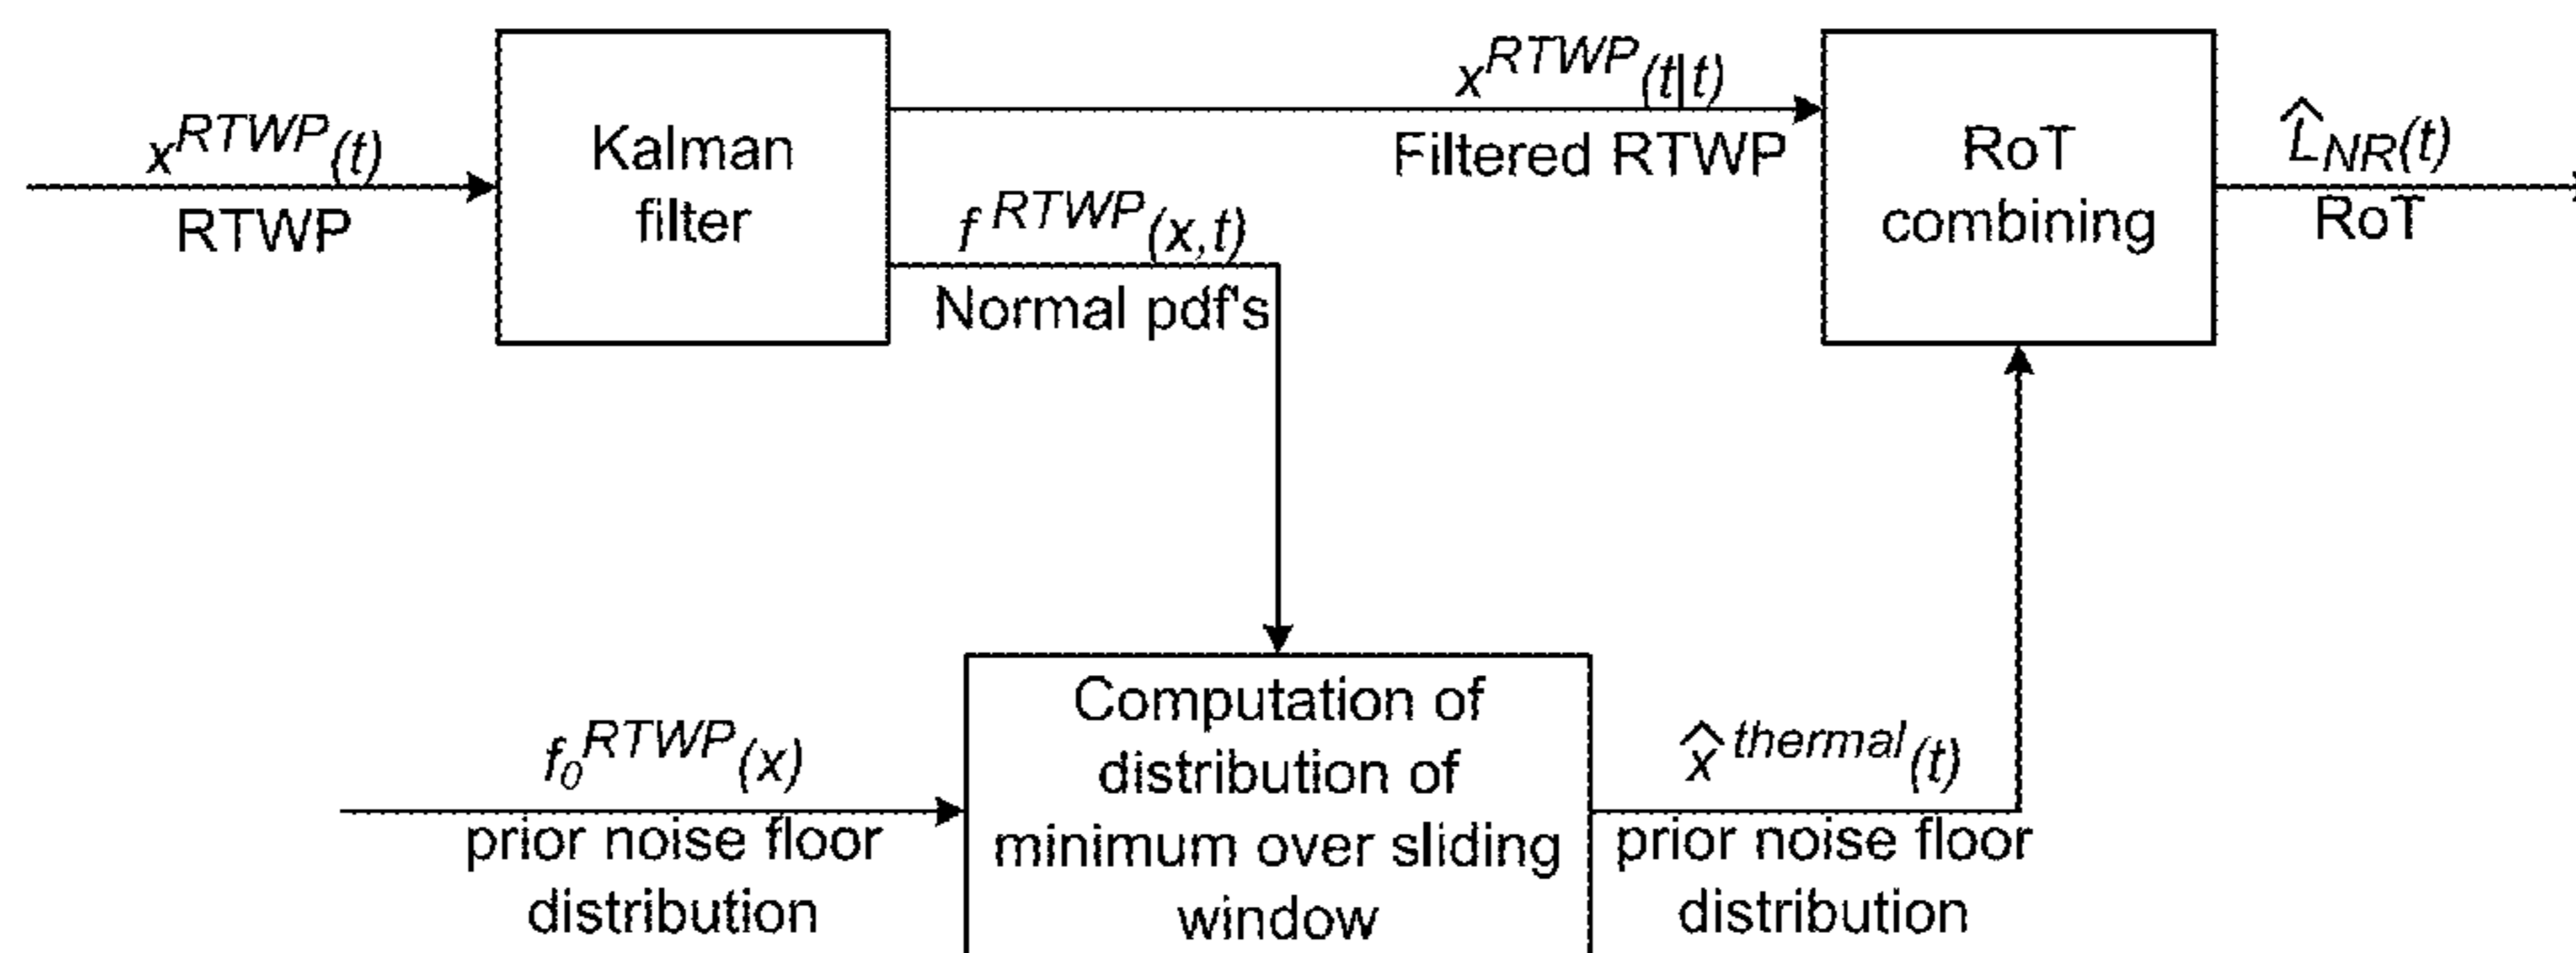 x^RTWP(t)
RTWP
Kalman
filter
x^RTWP(t|t)
Filtered RTWP
f^RTWP(x,t)
Normal pdf's
RoT
combining
L̂_NR(t)
RoT
f_0^RTWP(x)
prior noise floor
distribution
Computation of
distribution of
minimum over sliding
window
x̂^thermal(t)
prior noise floor
distribution